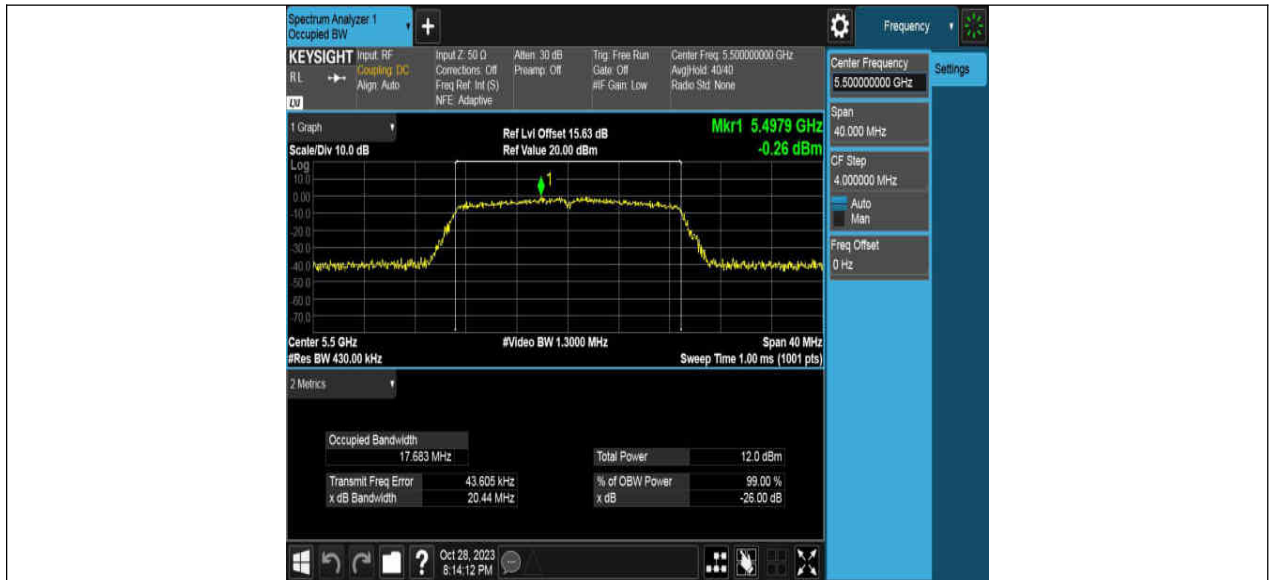 Spectrum Analyzer 1
Occupied BW
+
Frequency
KEYSIGHT
RL
LXI
Input: RF
Coupling: DC
Align: Auto
Input Z: 50 Ω
Corrections: Off
Freq Ref: Int (S)
NFE: Adaptive
Atten: 30 dB
Preamp: Off
Trig: Free Run
Gate: Off
#IF Gain: Low
Center Freq: 5.500000000 GHz
Avg|Hold: 40/40
Radio Std: None
Center Frequency
5.500000000 GHz
Settings
Span
40.000 MHz
CF Step
4.000000 MHz
Auto
Man
Freq Offset
0 Hz
1 Graph
Scale/Div 10.0 dB
Ref Lvl Offset 15.63 dB
Ref Value 20.00 dBm
Mkr1 5.4979 GHz
-0.26 dBm
Log
10.0
0.00
-10.0
-20.0
-30.0
-40.0
-50.0
-60.0
-70.0
1
Center 5.5 GHz
#Res BW 430.00 kHz
#Video BW 1.3000 MHz
Span 40 MHz
Sweep Time 1.00 ms (1001 pts)
2 Metrics
Occupied Bandwidth
17.683 MHz
Total Power 12.0 dBm
Transmit Freq Error 43.605 kHz
% of OBW Power 99.00 %
x dB Bandwidth 20.44 MHz
x dB -26.00 dB
?
Oct 28, 2023
8:14:12 PM